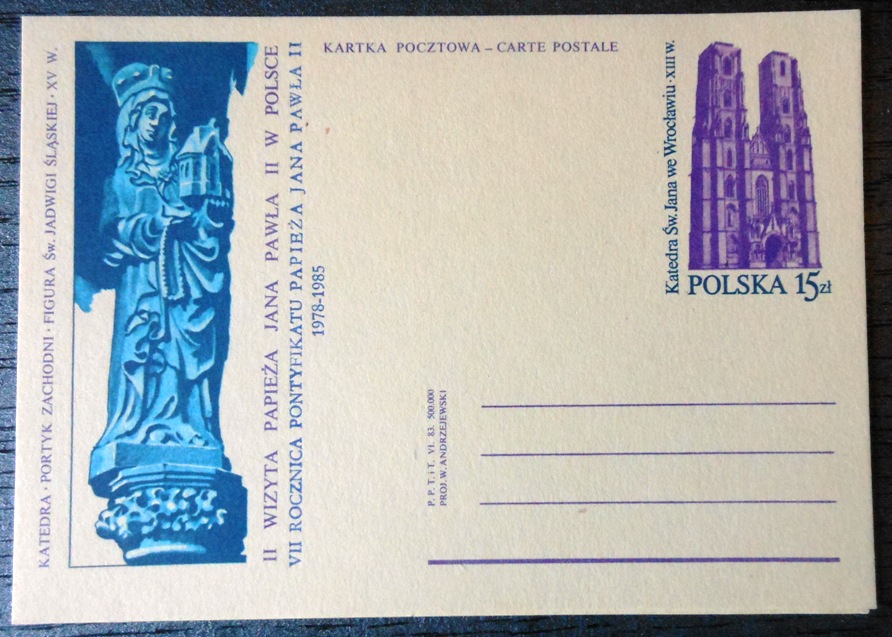 KATEDRA · PORTYK ZACHODNI · FIGURA ŚW. JADWIGI ŚLĄSKIEJ · XV W.
II WIZYTA PAPIEŻA JANA PAWŁA II W POLSCE
VII ROCZNICA PONTYFIKATU PAPIEŻA JANA PAWŁA II
1978-1985
KARTKA POCZTOWA – CARTE POSTALE
Katedra Św. Jana we Wrocławiu · XIII w.
POLSKA 15 zł
P. P. T. i T. VI. 83. 500.000
PROJ. W. ANDRZEJEWSKI